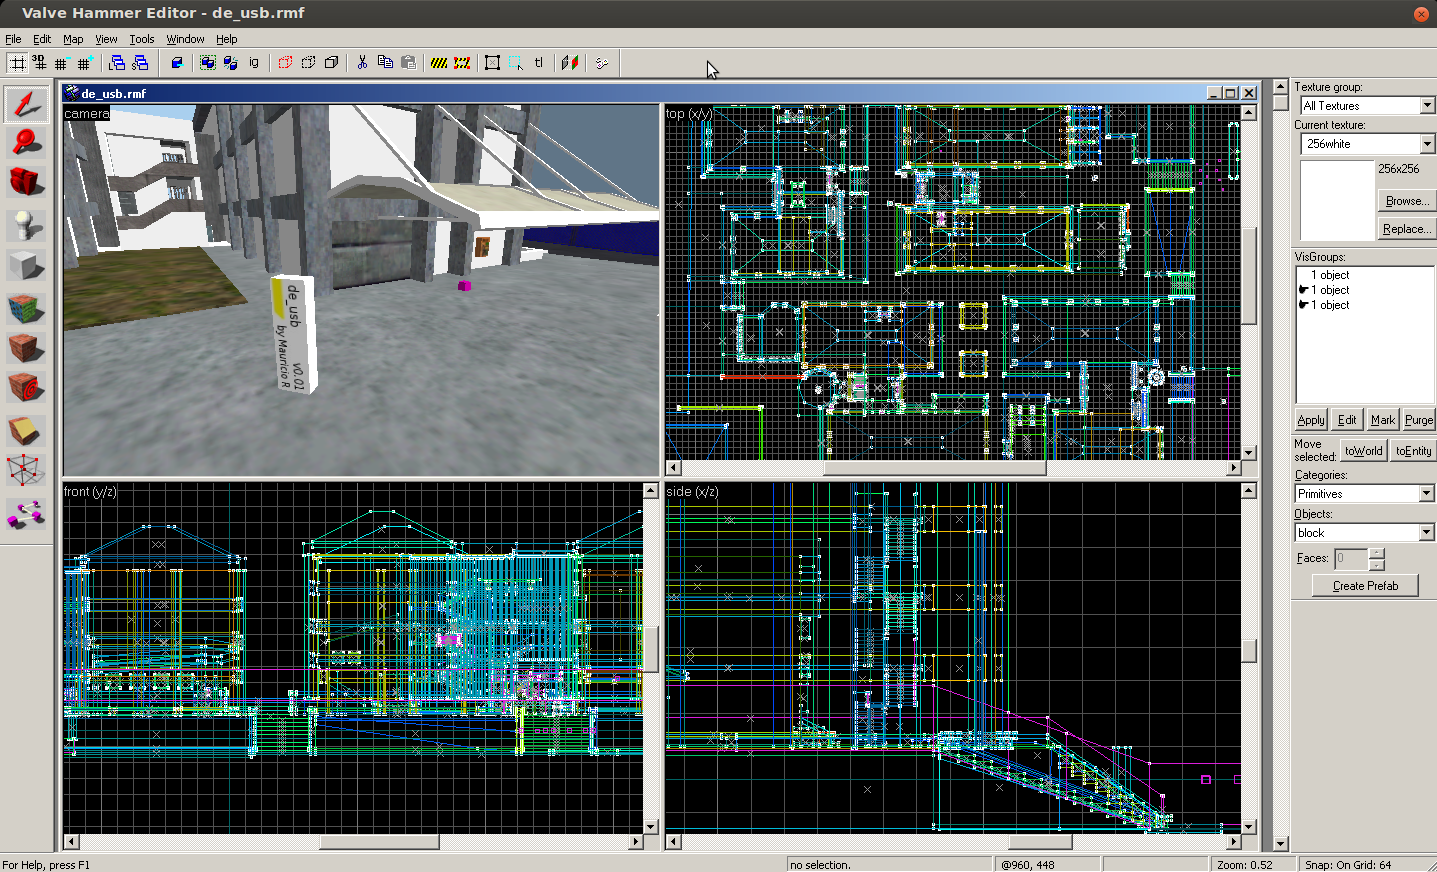 Valve Hammer Editor - de_usb.rmf
File Edit Map View Tools Window Help
3D
ig
tl
de_usb.rmf
camera
de_usb v0.01
by Mauricio R
top (x/y)
front (y/z)
side (x/z)
Texture group:
All Textures
Current texture:
256white
256x256
Browse...
Replace...
VisGroups:
1 object
1 object
1 object
Apply Edit Mark Purge
Move
selected:
toWorld toEntity
Categories:
Primitives
Objects:
block
Faces: 0
Create Prefab
For Help, press F1
no selection.
@960, 448
Zoom: 0.52
Snap: On Grid: 64